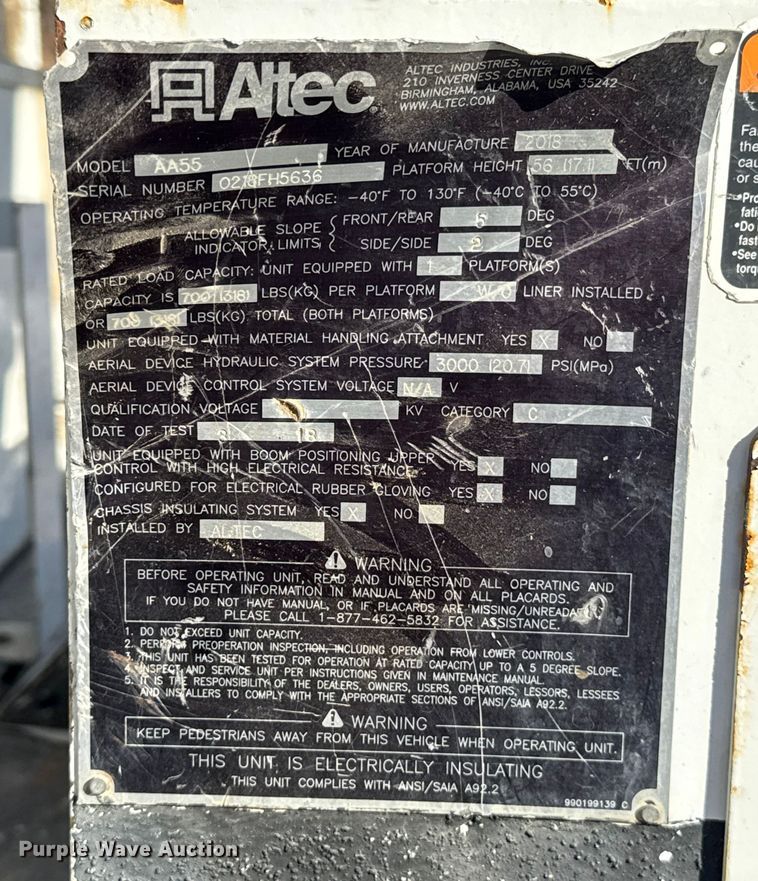 Altec
ALTEC INDUSTRIES, INC.
210 INVERNESS CENTER DRIVE
BIRMINGHAM, ALABAMA, USA 35242
WWW.ALTEC.COM
MODEL AA55 YEAR OF MANUFACTURE 2018
SERIAL NUMBER 0218FH5636 PLATFORM HEIGHT 56 (17.1) FT(m)
OPERATING TEMPERATURE RANGE: -40°F TO 130°F (-40°C TO 55°C)
ALLOWABLE SLOPE INDICATOR LIMITS { FRONT/REAR 5 DEG
SIDE/SIDE DEG
RATED LOAD CAPACITY: UNIT EQUIPPED WITH 1 PLATFORM(S)
CAPACITY IS 700 (318) LBS(KG) PER PLATFORM W/O LINER INSTALLED
OR 700 (318) LBS(KG) TOTAL (BOTH PLATFORMS)
UNIT EQUIPPED WITH MATERIAL HANDLING ATTACHMENT YES X NO
AERIAL DEVICE HYDRAULIC SYSTEM PRESSURE 3000 (20.7) PSI(MPa)
AERIAL DEVICE CONTROL SYSTEM VOLTAGE N/A V
QUALIFICATION VOLTAGE KV CATEGORY C
DATE OF TEST 18
UNIT EQUIPPED WITH BOOM POSITIONING UPPER
CONTROL WITH HIGH ELECTRICAL RESISTANCE YES X NO
CONFIGURED FOR ELECTRICAL RUBBER GLOVING YES X NO
CHASSIS INSULATING SYSTEM YES X NO
INSTALLED BY ALTEC
WARNING
BEFORE OPERATING UNIT, READ AND UNDERSTAND ALL OPERATING AND
SAFETY INFORMATION IN MANUAL AND ON ALL PLACARDS.
IF YOU DO NOT HAVE MANUAL, OR IF PLACARDS ARE MISSING/UNREADABLE
PLEASE CALL 1-877-462-5832 FOR ASSISTANCE.
1. DO NOT EXCEED UNIT CAPACITY.
2. PERFORM PREOPERATION INSPECTION, INCLUDING OPERATION FROM LOWER CONTROLS.
3. THIS UNIT HAS BEEN TESTED FOR OPERATION AT RATED CAPACITY UP TO A 5 DEGREE SLOPE.
4. INSPECT AND SERVICE UNIT PER INSTRUCTIONS GIVEN IN MAINTENANCE MANUAL.
5. IT IS THE RESPONSIBILITY OF THE DEALERS, OWNERS, USERS, OPERATORS, LESSORS, LESSEES
AND INSTALLERS TO COMPLY WITH THE APPROPRIATE SECTIONS OF ANSI/SAIA A92.2.
WARNING
KEEP PEDESTRIANS AWAY FROM THIS VEHICLE WHEN OPERATING UNIT.
THIS UNIT IS ELECTRICALLY INSULATING
THIS UNIT COMPLIES WITH ANSI/SAIA A92.2
990199139 C
Fa
the
cau
or s
•Pro
fati
•Do
fast
•See
torq
Purple Wave Auction